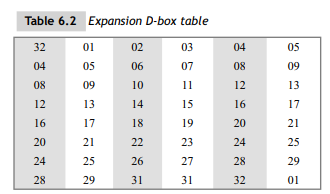 Table 6.2 Expansion D-box table
32 01 02 03 04 05
04 05 06 07 08 09
08 09 10 11 12 13
12 13 14 15 16 17
16 17 18 19 20 21
20 21 22 23 24 25
24 25 26 27 28 29
28 29 31 31 32 01